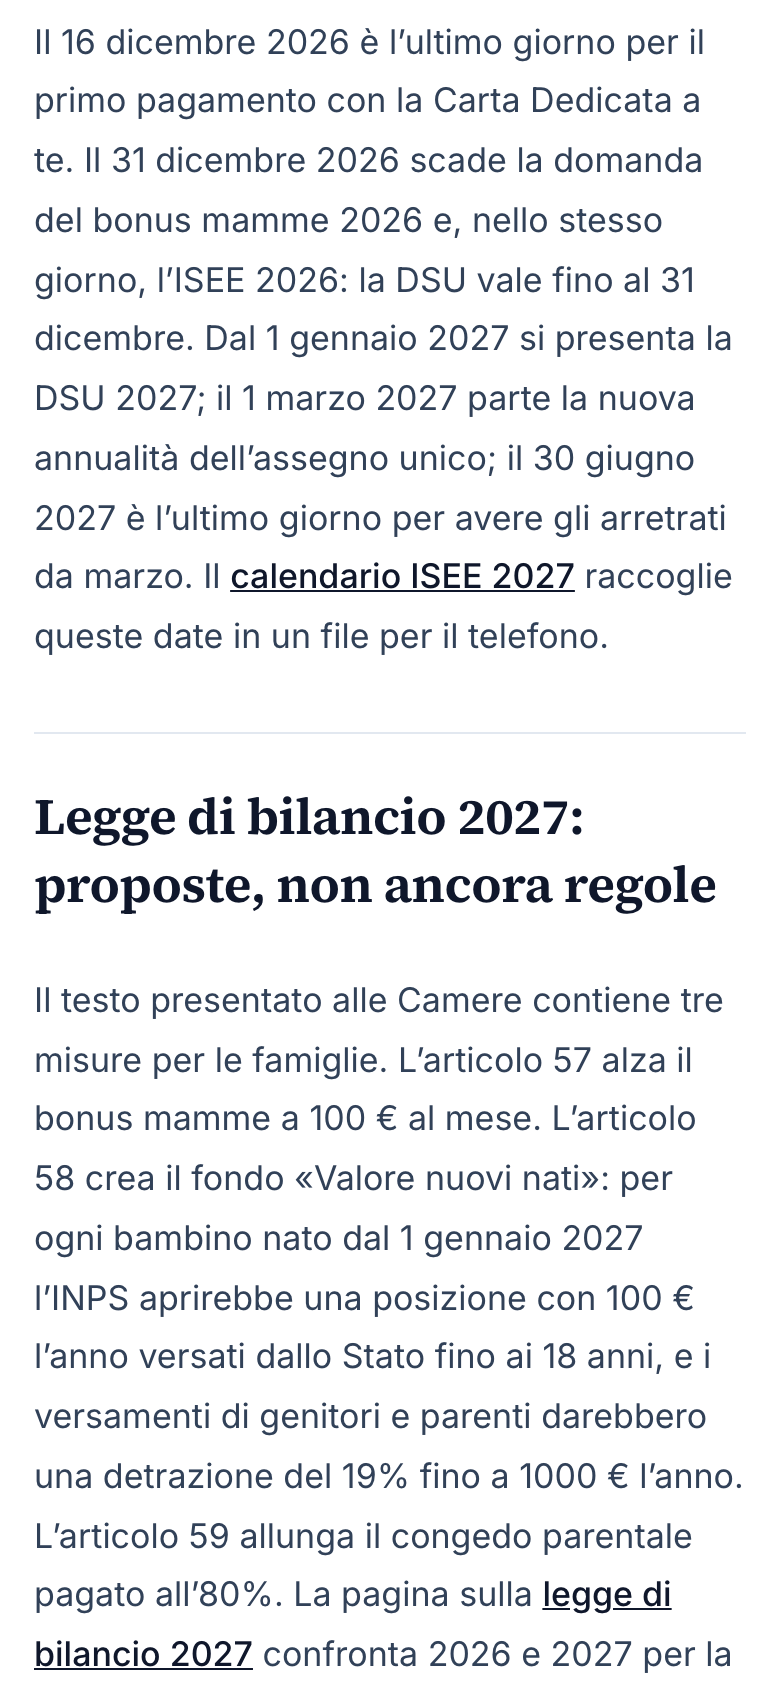 Il 16 dicembre 2026 è l’ultimo giorno per il
primo pagamento con la Carta Dedicata a
te. Il 31 dicembre 2026 scade la domanda
del bonus mamme 2026 e, nello stesso
giorno, l’ISEE 2026: la DSU vale fino al 31
dicembre. Dal 1 gennaio 2027 si presenta la
DSU 2027; il 1 marzo 2027 parte la nuova
annualità dell’assegno unico; il 30 giugno
2027 è l’ultimo giorno per avere gli arretrati
da marzo. Il calendario ISEE 2027 raccoglie
queste date in un file per il telefono.
Legge di bilancio 2027:
proposte, non ancora regole
Il testo presentato alle Camere contiene tre
misure per le famiglie. L’articolo 57 alza il
bonus mamme a 100 € al mese. L’articolo
58 crea il fondo «Valore nuovi nati»: per
ogni bambino nato dal 1 gennaio 2027
l’INPS aprirebbe una posizione con 100 €
l’anno versati dallo Stato fino ai 18 anni, e i
versamenti di genitori e parenti darebbero
una detrazione del 19% fino a 1000 € l’anno.
L’articolo 59 allunga il congedo parentale
pagato all’80%. La pagina sulla legge di
bilancio 2027 confronta 2026 e 2027 per la